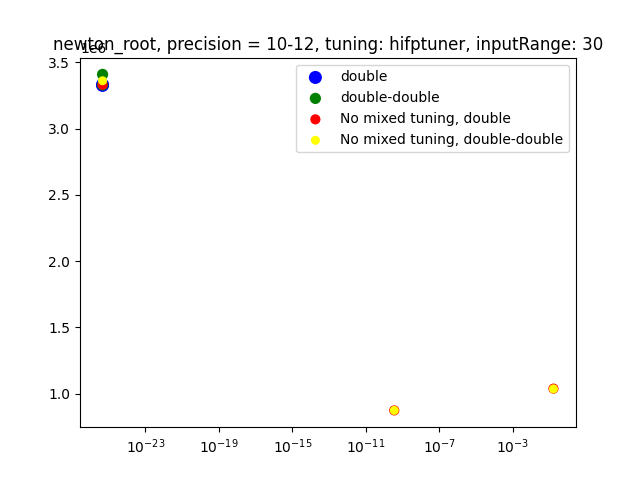 newton_root, precision = 10-12, tuning: hifptuner, inputRange: 30
1e6
3.5
3.0
2.5
2.0
1.5
1.0
double
double-double
No mixed tuning, double
No mixed tuning, double-double
10⁻²³ 10⁻¹⁹ 10⁻¹⁵ 10⁻¹¹ 10⁻⁷ 10⁻³